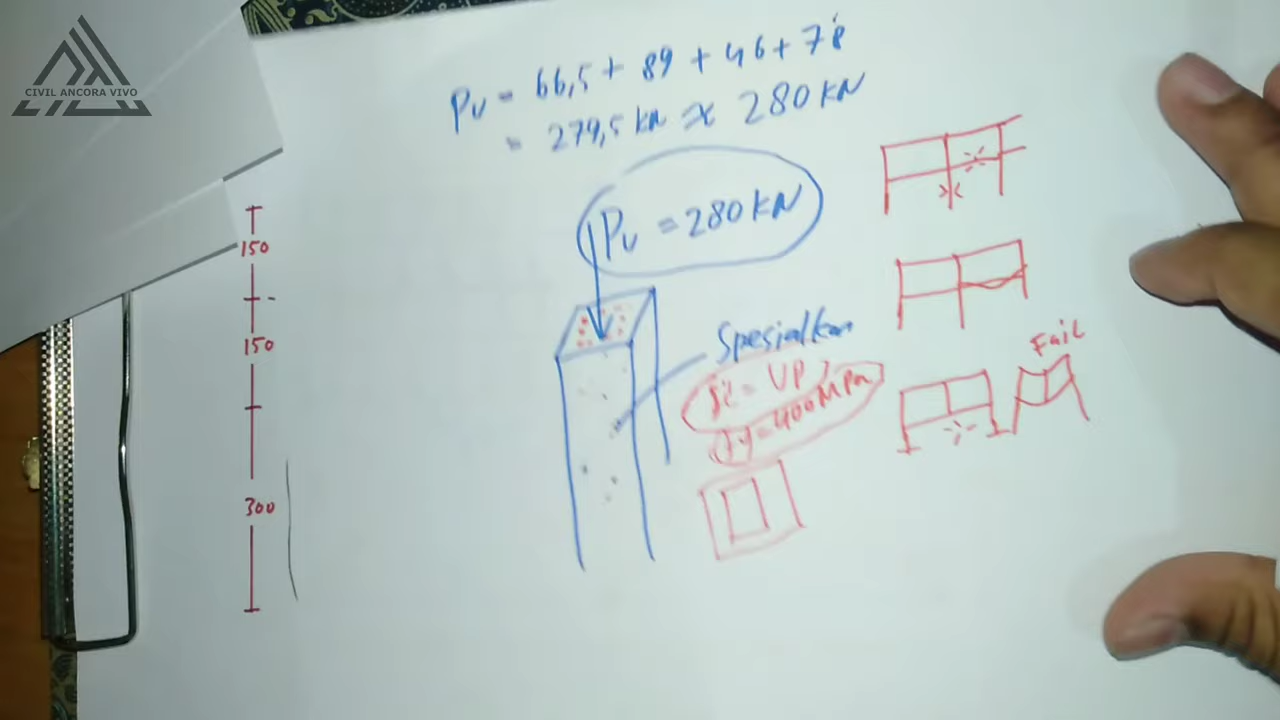 CIVIL ANCORA VIVO
Pu = 66,5 + 89 + 46 + 78
= 279,5 kN ≈ 280 kN
Pu = 280 kN
150
150
300
Spesialkan
f'c = UP
fy = 400 MPa
Fail